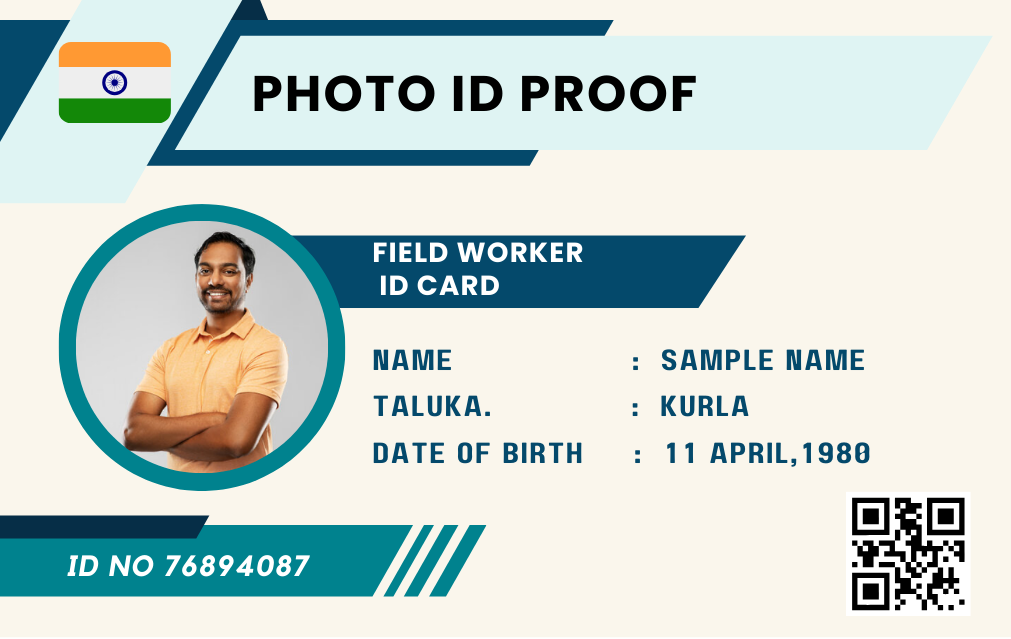 PHOTO ID PROOF
FIELD WORKER
ID CARD
NAME : SAMPLE NAME
TALUKA. : KURLA
DATE OF BIRTH : 11 APRIL,1980
ID NO 76894087